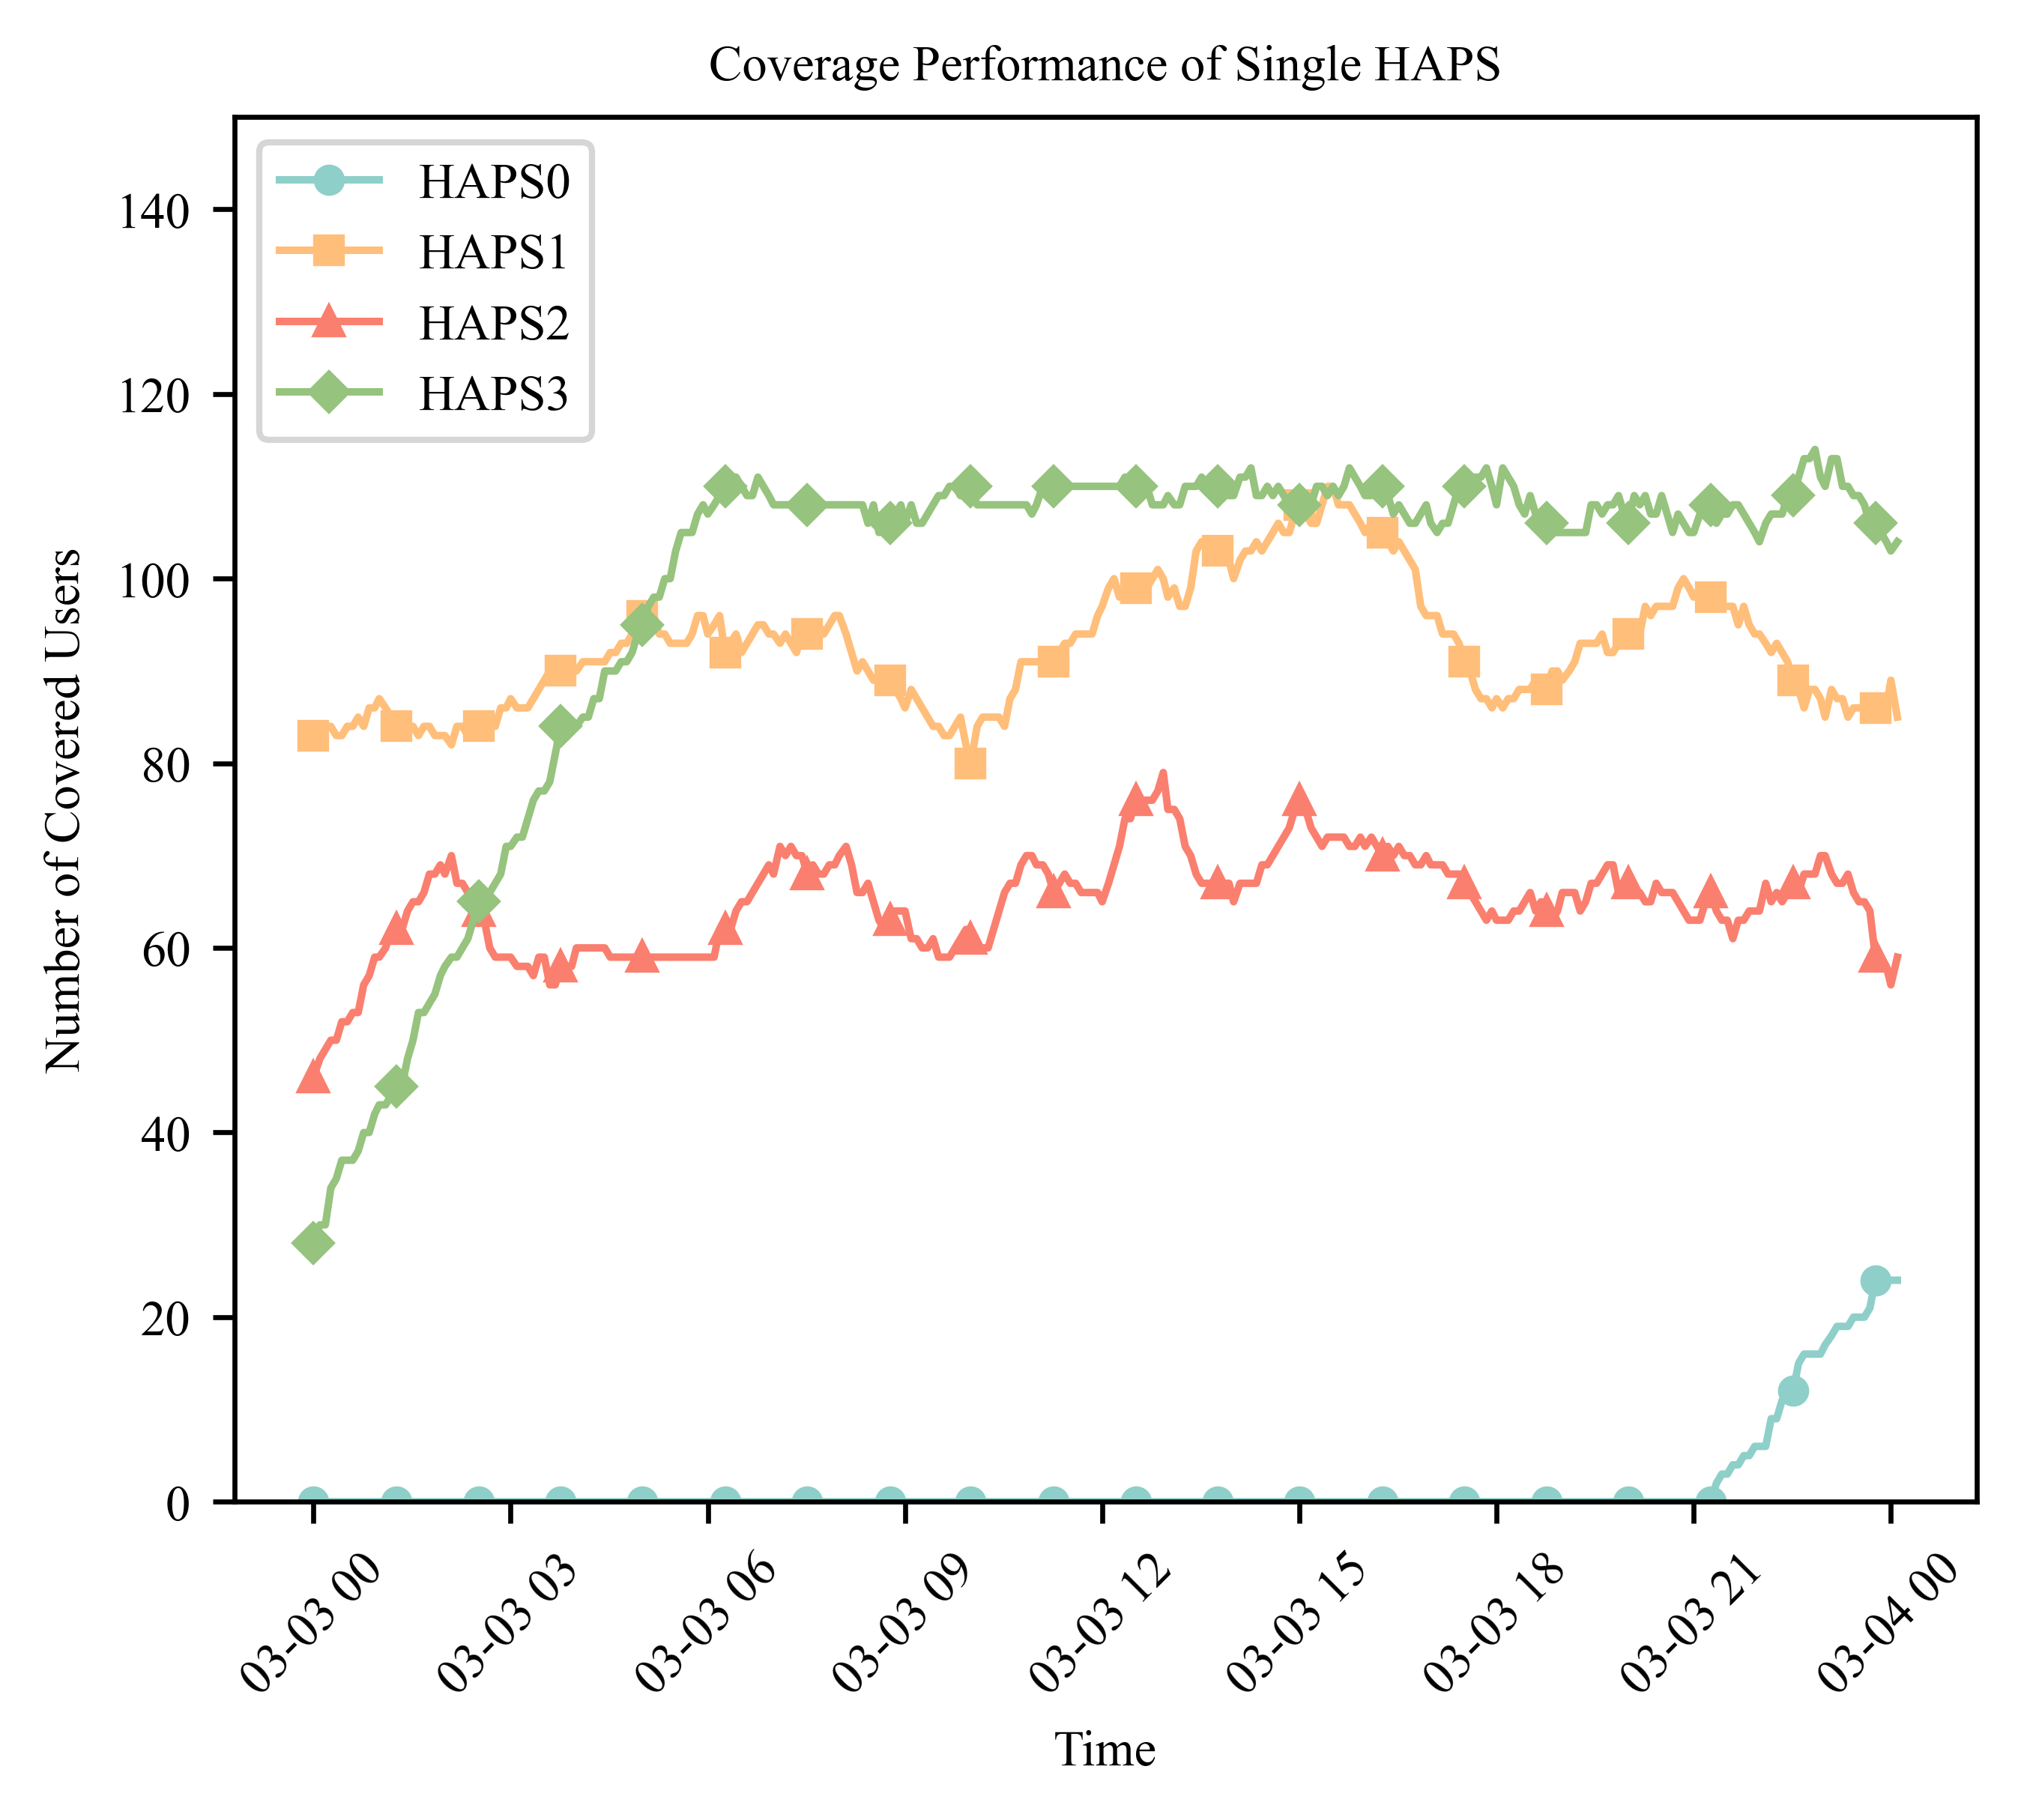 Coverage Performance of Single HAPS
HAPS0
HAPS1
HAPS2
HAPS3
Number of Covered Users
140
120
100
80
60
40
20
0
03-03 00
03-03 03
03-03 06
03-03 09
03-03 12
03-03 15
03-03 18
03-03 21
03-04 00
Time